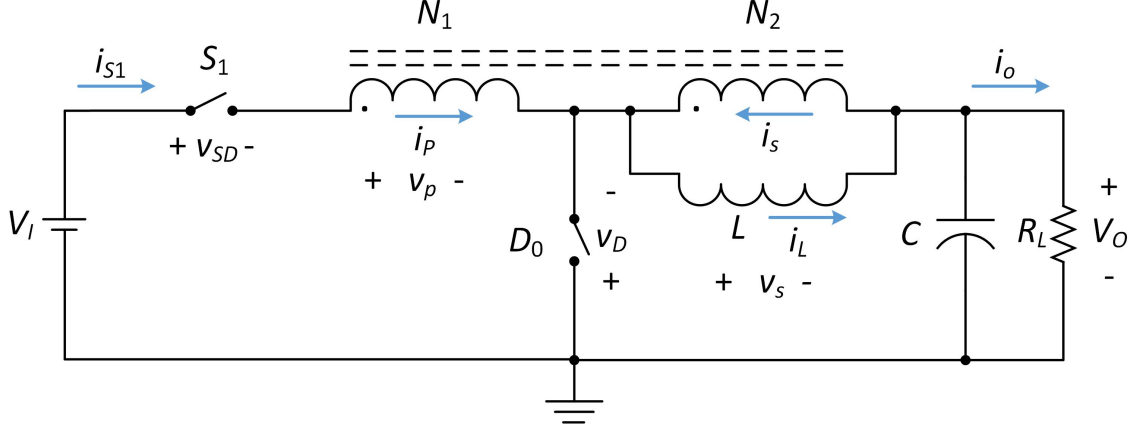 N1 N2
iS1 S1 io
+ vSD - iP is
+ vp - - +
VI D0 vD L iL C RL VO
+ + vs - -